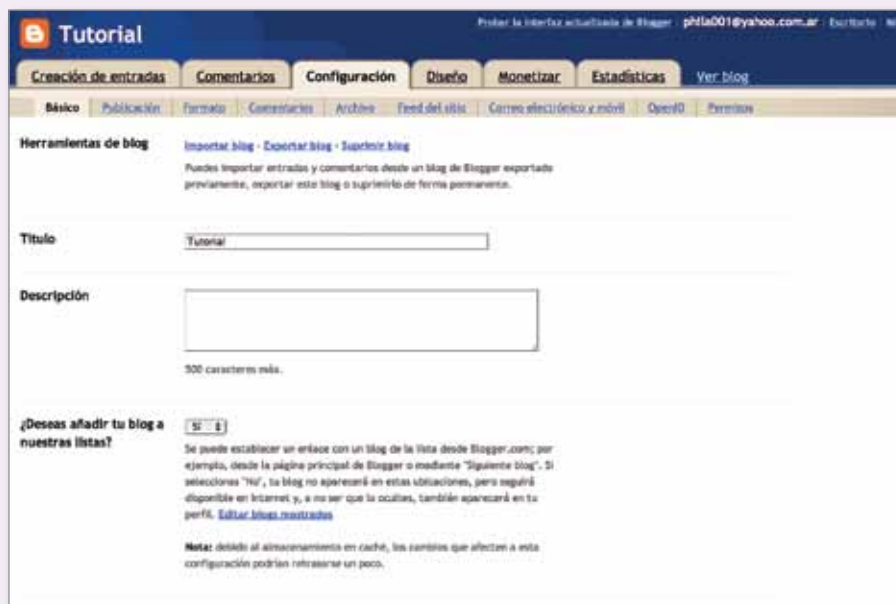 Tutorial
Probar la interfaz actualizada de Blogger phlla001@yahoo.com.ar Escritorio
Creación de entradas Comentarios Configuración Diseño Monetizar Estadísticas Ver blog
Básico Publicación Formato Comentarios Archivo Feed del sitio Correo electrónico y móvil OpenID Permisos
Herramientas de blog
Importar blog - Exportar blog - Suprimir blog
Puedes importar entradas y comentarios desde un blog de Blogger exportado
previamente, exportar este blog o suprimirlo de forma permanente.
Título
Tutorial
Descripción
500 caracteres máx.
¿Deseas añadir tu blog a
nuestras listas?
Sí
Se puede establecer un enlace con un blog de la lista desde Blogger.com; por
ejemplo, desde la página principal de Blogger o mediante "Siguiente blog". Si
seleccionas "No", tu blog no aparecerá en estas ubicaciones, pero seguirá
disponible en Internet y, a no ser que lo ocultes, también aparecerá en tu
perfil. Editar blogs mostrados
Nota: debido al almacenamiento en caché, los cambios que afecten a esta
configuración podrían retrasarse un poco.